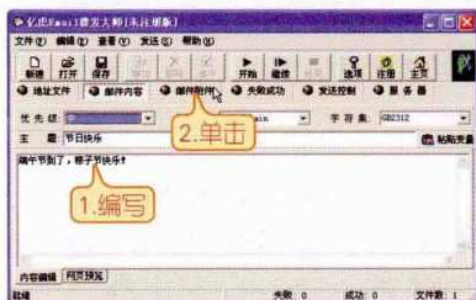 亿虎Email群发大师[未注册版]
文件(F) 编辑(E) 查看(V) 发送(S) 帮助(H)
新建 打开 保存 开始 继续 选项 注册 主页
地址文件 邮件内容 邮件附件 失败成功 发送控制 服务器
优先级: 中 ain 字符集: GB2312
2.单击
主 题: 节日快乐 粘贴变量
端午节到了,粽子节快乐!
1.编写
内容编辑 网页预览
就绪 失败: 0 成功: 0 文件数: 1